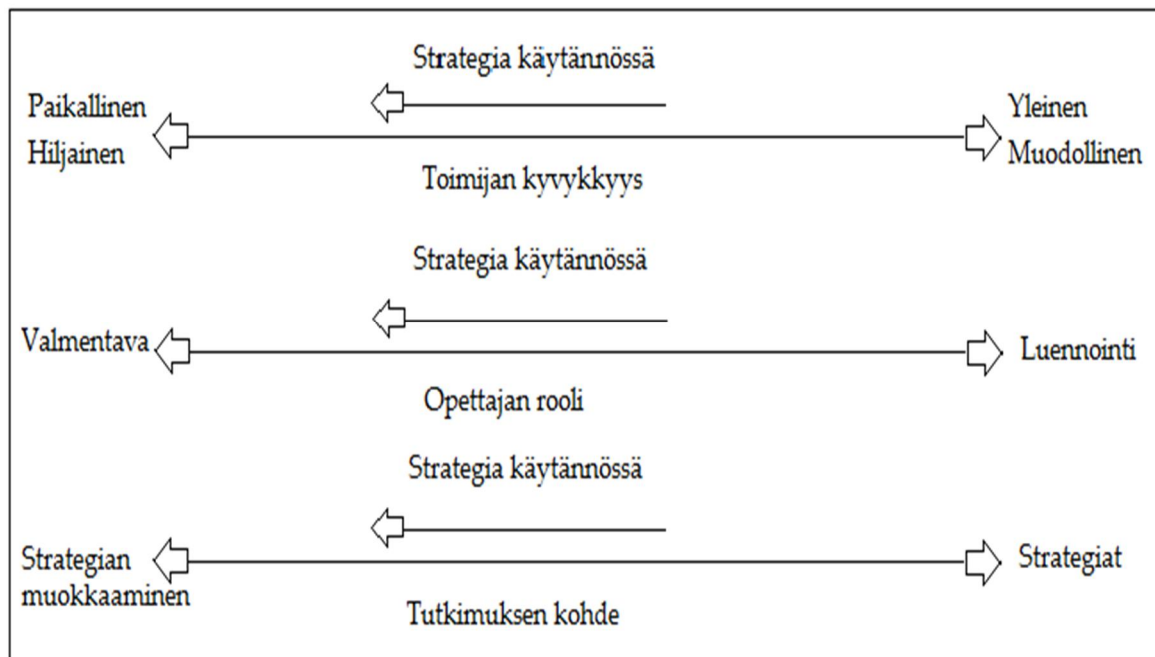 Strategia käytännössä
Paikallinen
Hiljainen
Yleinen
Muodollinen
Toimijan kyvykkyys
Strategia käytännössä
Valmentava
Luennointi
Opettajan rooli
Strategia käytännössä
Strategian
muokkaaminen
Strategiat
Tutkimuksen kohde